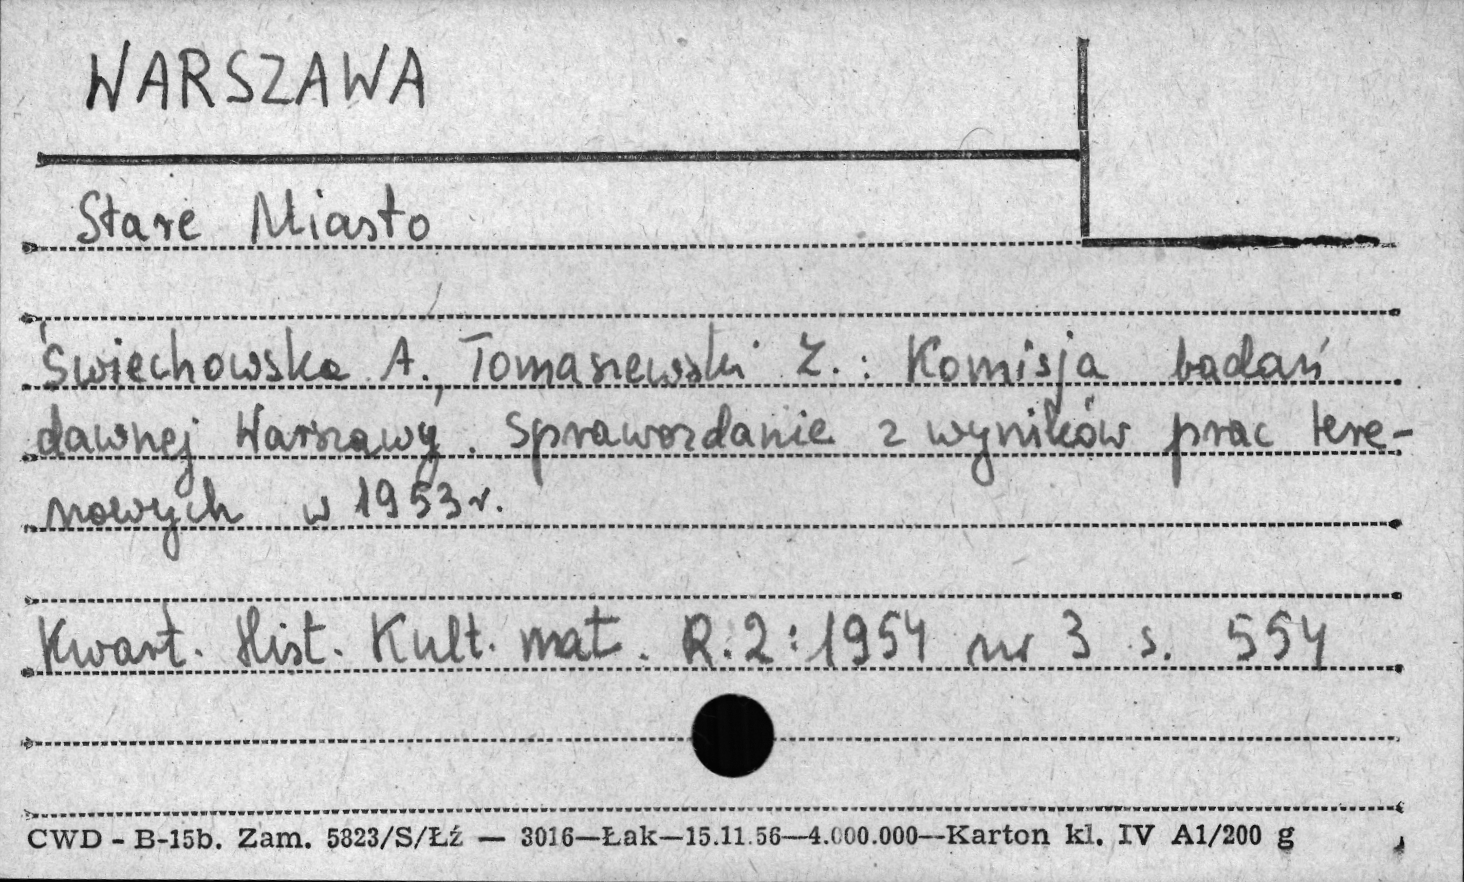 WARSZAWA
Stare Miasto
Świechowska A., Tomaszewski Z.: Komisja badań
dawnej Warszawy. Sprawozdanie z wyników prac tere-
nowych w 1953 r.
Kwart. Hist. Kult. mat. R.2:1954 nr 3 s. 554
CWD - B-15b. Zam. 5823/S/Łź — 3016—Łak—15.11.56—4.000.000—Karton kl. IV A1/200 g